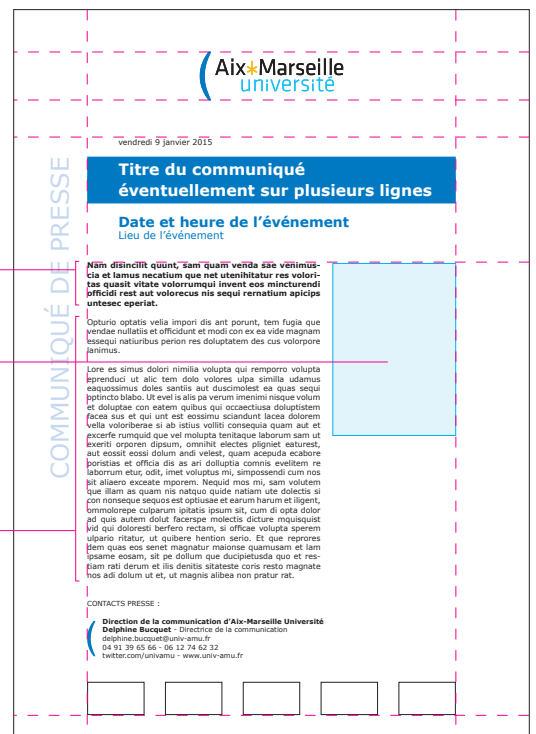 Aix*Marseille
université
vendredi 9 janvier 2015
COMMUNIQUÉ DE PRESSE
Titre du communiqué
éventuellement sur plusieurs lignes
Date et heure de l’événement
Lieu de l’événement
Nam disincilit quunt, sam quam venda sae venimus-
cia et lamus necatium que net utenihitatur res volori-
tas quasit vitate volorrumqui invent eos mincturendi
officidi rest aut volorecus nis sequi rernatium apicips
untesec eperiat.
Opturio optatis velia impori dis ant porunt, tem fugia que
vendae nullatiis et officidunt et modi con ex ea vide magnam
essequi natiuribus perion res doluptatem des cus volorpore
ianimus.
Lore es simus dolori nimilia volupta qui remporro volupta
eprenduci ut alic tem dolo volores ulpa similla udamus
eaquossimus doles santiis aut duscimolest ea quas sequi
optincto blabo. Ut evel is alis pa verum imenimi nisque volum
et doluptae con eatem quibus qui occaectiusa doluptistem
facea sus et qui unt est eossimu sciandunt lacea dolorem
vella voloriberae si ab istius volliti consequia quam aut et
excerfe rumquid que vel molupta tenitaque laborum sam ut
exeriti orporen dipsum, omnihit electes pligniet eaturest,
aut eossit eossi dolum andi velest, quam acepuda ecabore
poristias et officia dis as ari dolluptia comnis evelitem re
laborrum etur, odit, imet voluptus mi, simpossendi cum nos
sit aliaero exceate mporem. Nequid mos mi, sam volutem
que illam as quam nis natquo quide natiam ute dolectis si
con nonseque sequos est optiusae et earum harum et iligent,
ommolorepe culparum ipitatis ipsum sit, cum di opta dolor
ad quis autem dolut facerspe molectis dicture mquisquist
vid qui doloresti berfero rectam, si officae volupta sperem
ulpario ritatur, ut quibere hention serio. Et que reprores
dem quas eos senet magnatur maionse quamusam et lam
ipsame eosam, sit pe dollum que ducipietusda quo et res-
tiam rati derum et ilis denitis sitateste coris resto magnate
nos adi dolum ut et, ut magnis alibea non pratur rat.
CONTACTS PRESSE :
Direction de la communication d’Aix-Marseille Université
Delphine Bucquet - Directrice de la communication
delphine.bucquet@univ-amu.fr
04 91 39 65 66 - 06 12 74 62 32
twitter.com/univamu - www.univ-amu.fr